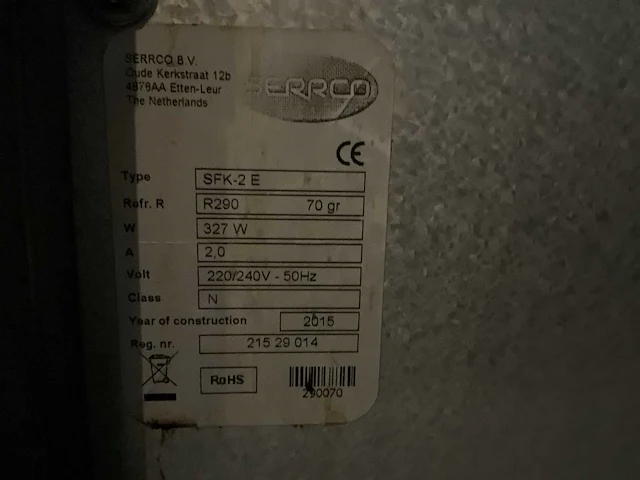 SERRCO B.V.
Oude Kerkstraat 12b
4878AA Etten-Leur
The Netherlands
SERRCO
CE
Type SFK-2 E
Refr. R R290 70 gr
W 327 W
A 2,0
Volt 220/240V - 50Hz
Class N
Year of construction 2015
Reg. nr. 215 29 014
RoHS
290070